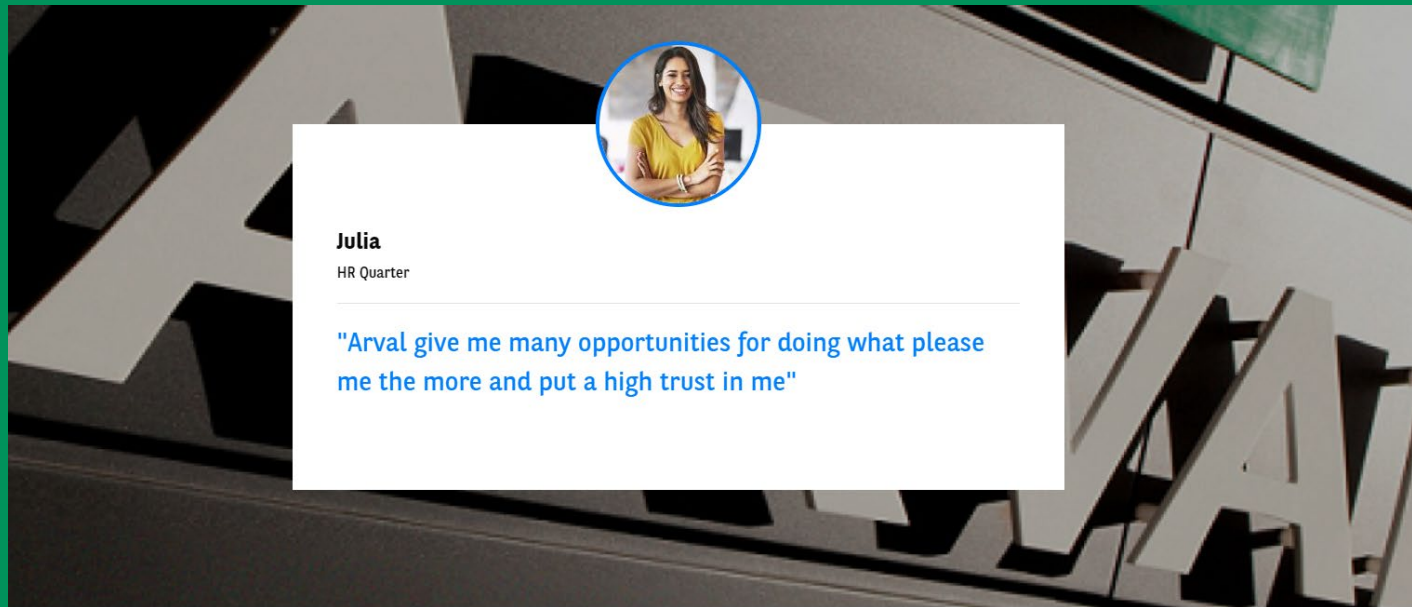 Julia
HR Quarter
"Arval give me many opportunities for doing what please
me the more and put a high trust in me"